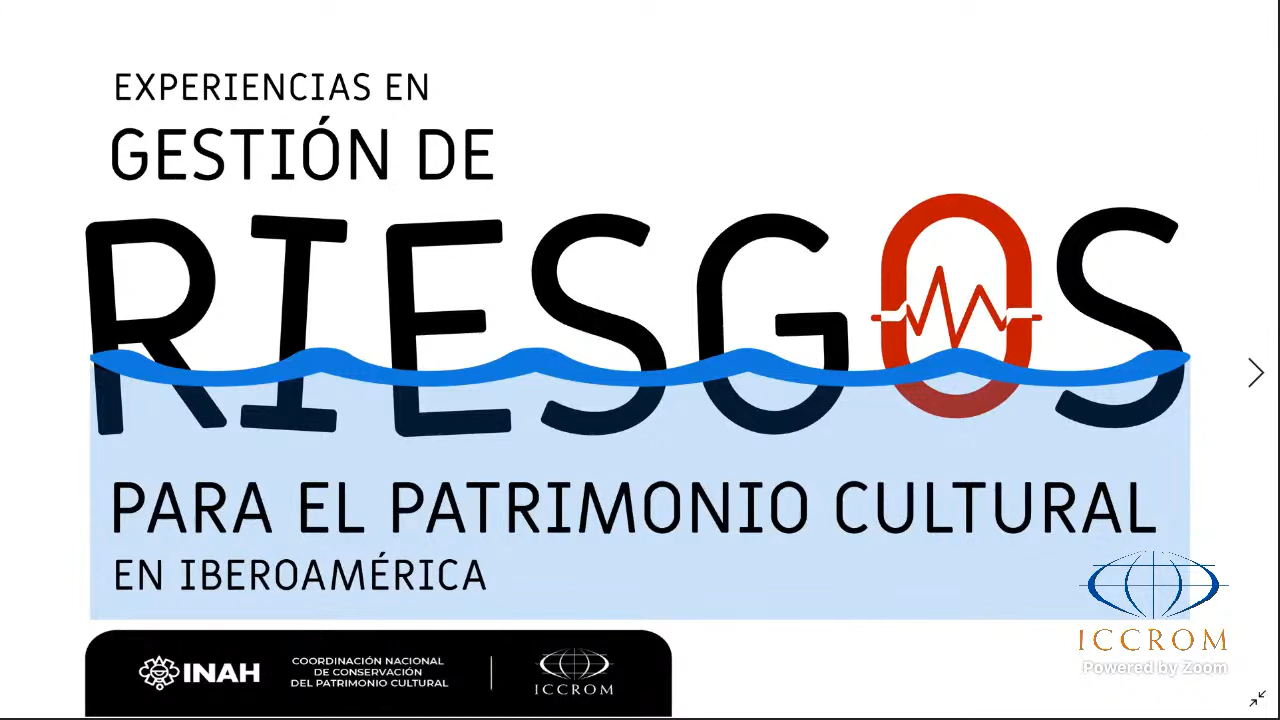 EXPERIENCIAS EN
GESTIÓN DE
RIESGOS
PARA EL PATRIMONIO CULTURAL
EN IBEROAMÉRICA
ICCROM
Powered by Zoom
INAH
COORDINACIÓN NACIONAL
DE CONSERVACIÓN
DEL PATRIMONIO CULTURAL
ICCROM